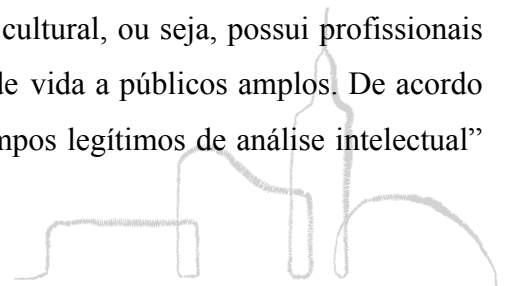 cultural, ou seja, possui profissionais
de vida a públicos amplos. De acordo
mpos legítimos de análise intelectual”